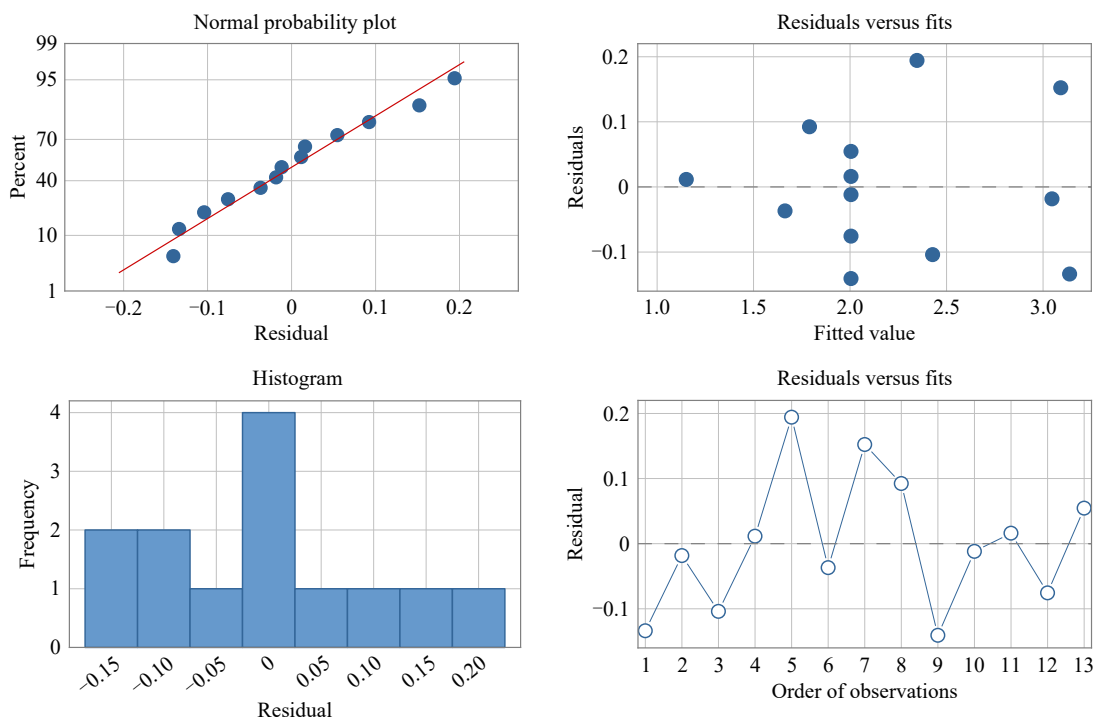 Normal probability plot
99
95
70
40
10
1
Percent
−0.2 −0.1 0 0.1 0.2
Residual
Residuals versus fits
0.2
0.1
0
−0.1
Residuals
1.0 1.5 2.0 2.5 3.0
Fitted value
Histogram
4
3
2
1
0
Frequency
−0.15 −0.10 −0.05 0 0.05 0.10 0.15 0.20
Residual
Residuals versus fits
0.2
0.1
0
−0.1
Residual
1 2 3 4 5 6 7 8 9 10 11 12 13
Order of observations